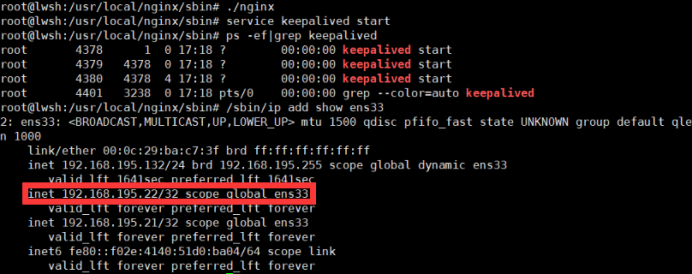 root@lwsh:/usr/local/nginx/sbin# ./nginx
root@lwsh:/usr/local/nginx/sbin# service keepalived start
root@lwsh:/usr/local/nginx/sbin# ps -ef|grep keepalived
root 4378 1 0 17:18 ? 00:00:00 keepalived start
root 4379 4378 0 17:18 ? 00:00:00 keepalived start
root 4380 4378 4 17:18 ? 00:00:00 keepalived start
root 4401 3238 0 17:18 pts/0 00:00:00 grep --color=auto keepalived
root@lwsh:/usr/local/nginx/sbin# /sbin/ip add show ens33
2: ens33: <BROADCAST,MULTICAST,UP,LOWER_UP> mtu 1500 qdisc pfifo_fast state UNKNOWN group default qle
n 1000
link/ether 00:0c:29:ba:c7:3f brd ff:ff:ff:ff:ff:ff
inet 192.168.195.132/24 brd 192.168.195.255 scope global dynamic ens33
valid_lft 1641sec preferred_lft 1641sec
inet 192.168.195.22/32 scope global ens33
valid_lft forever preferred_lft forever
inet 192.168.195.21/32 scope global ens33
valid_lft forever preferred_lft forever
inet6 fe80::f02e:4140:51d0:ba04/64 scope link
valid_lft forever preferred_lft forever